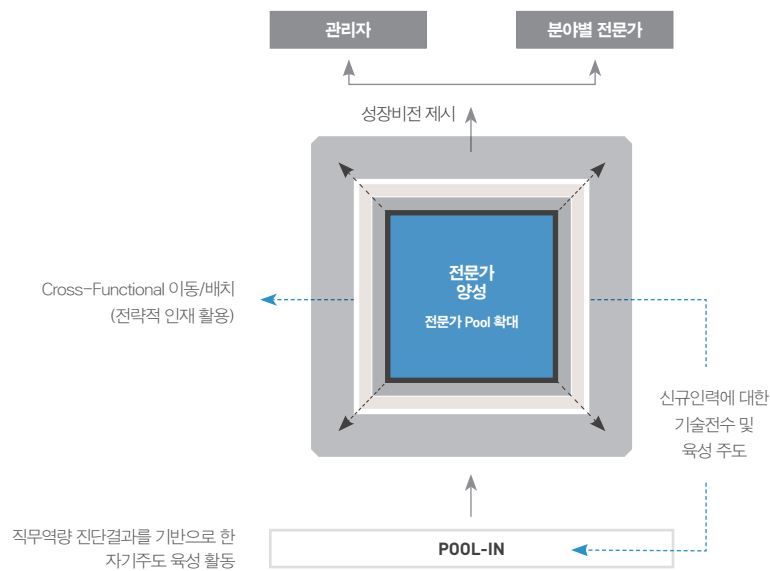 관리자
분야별 전문가
성장비전 제시
전문가
양성
전문가 Pool 확대
Cross-Functional 이동/배치
(전략적 인재 활용)
신규인력에 대한
기술전수 및
육성 주도
직무역량 진단결과를 기반으로 한
자기주도 육성 활동
POOL-IN